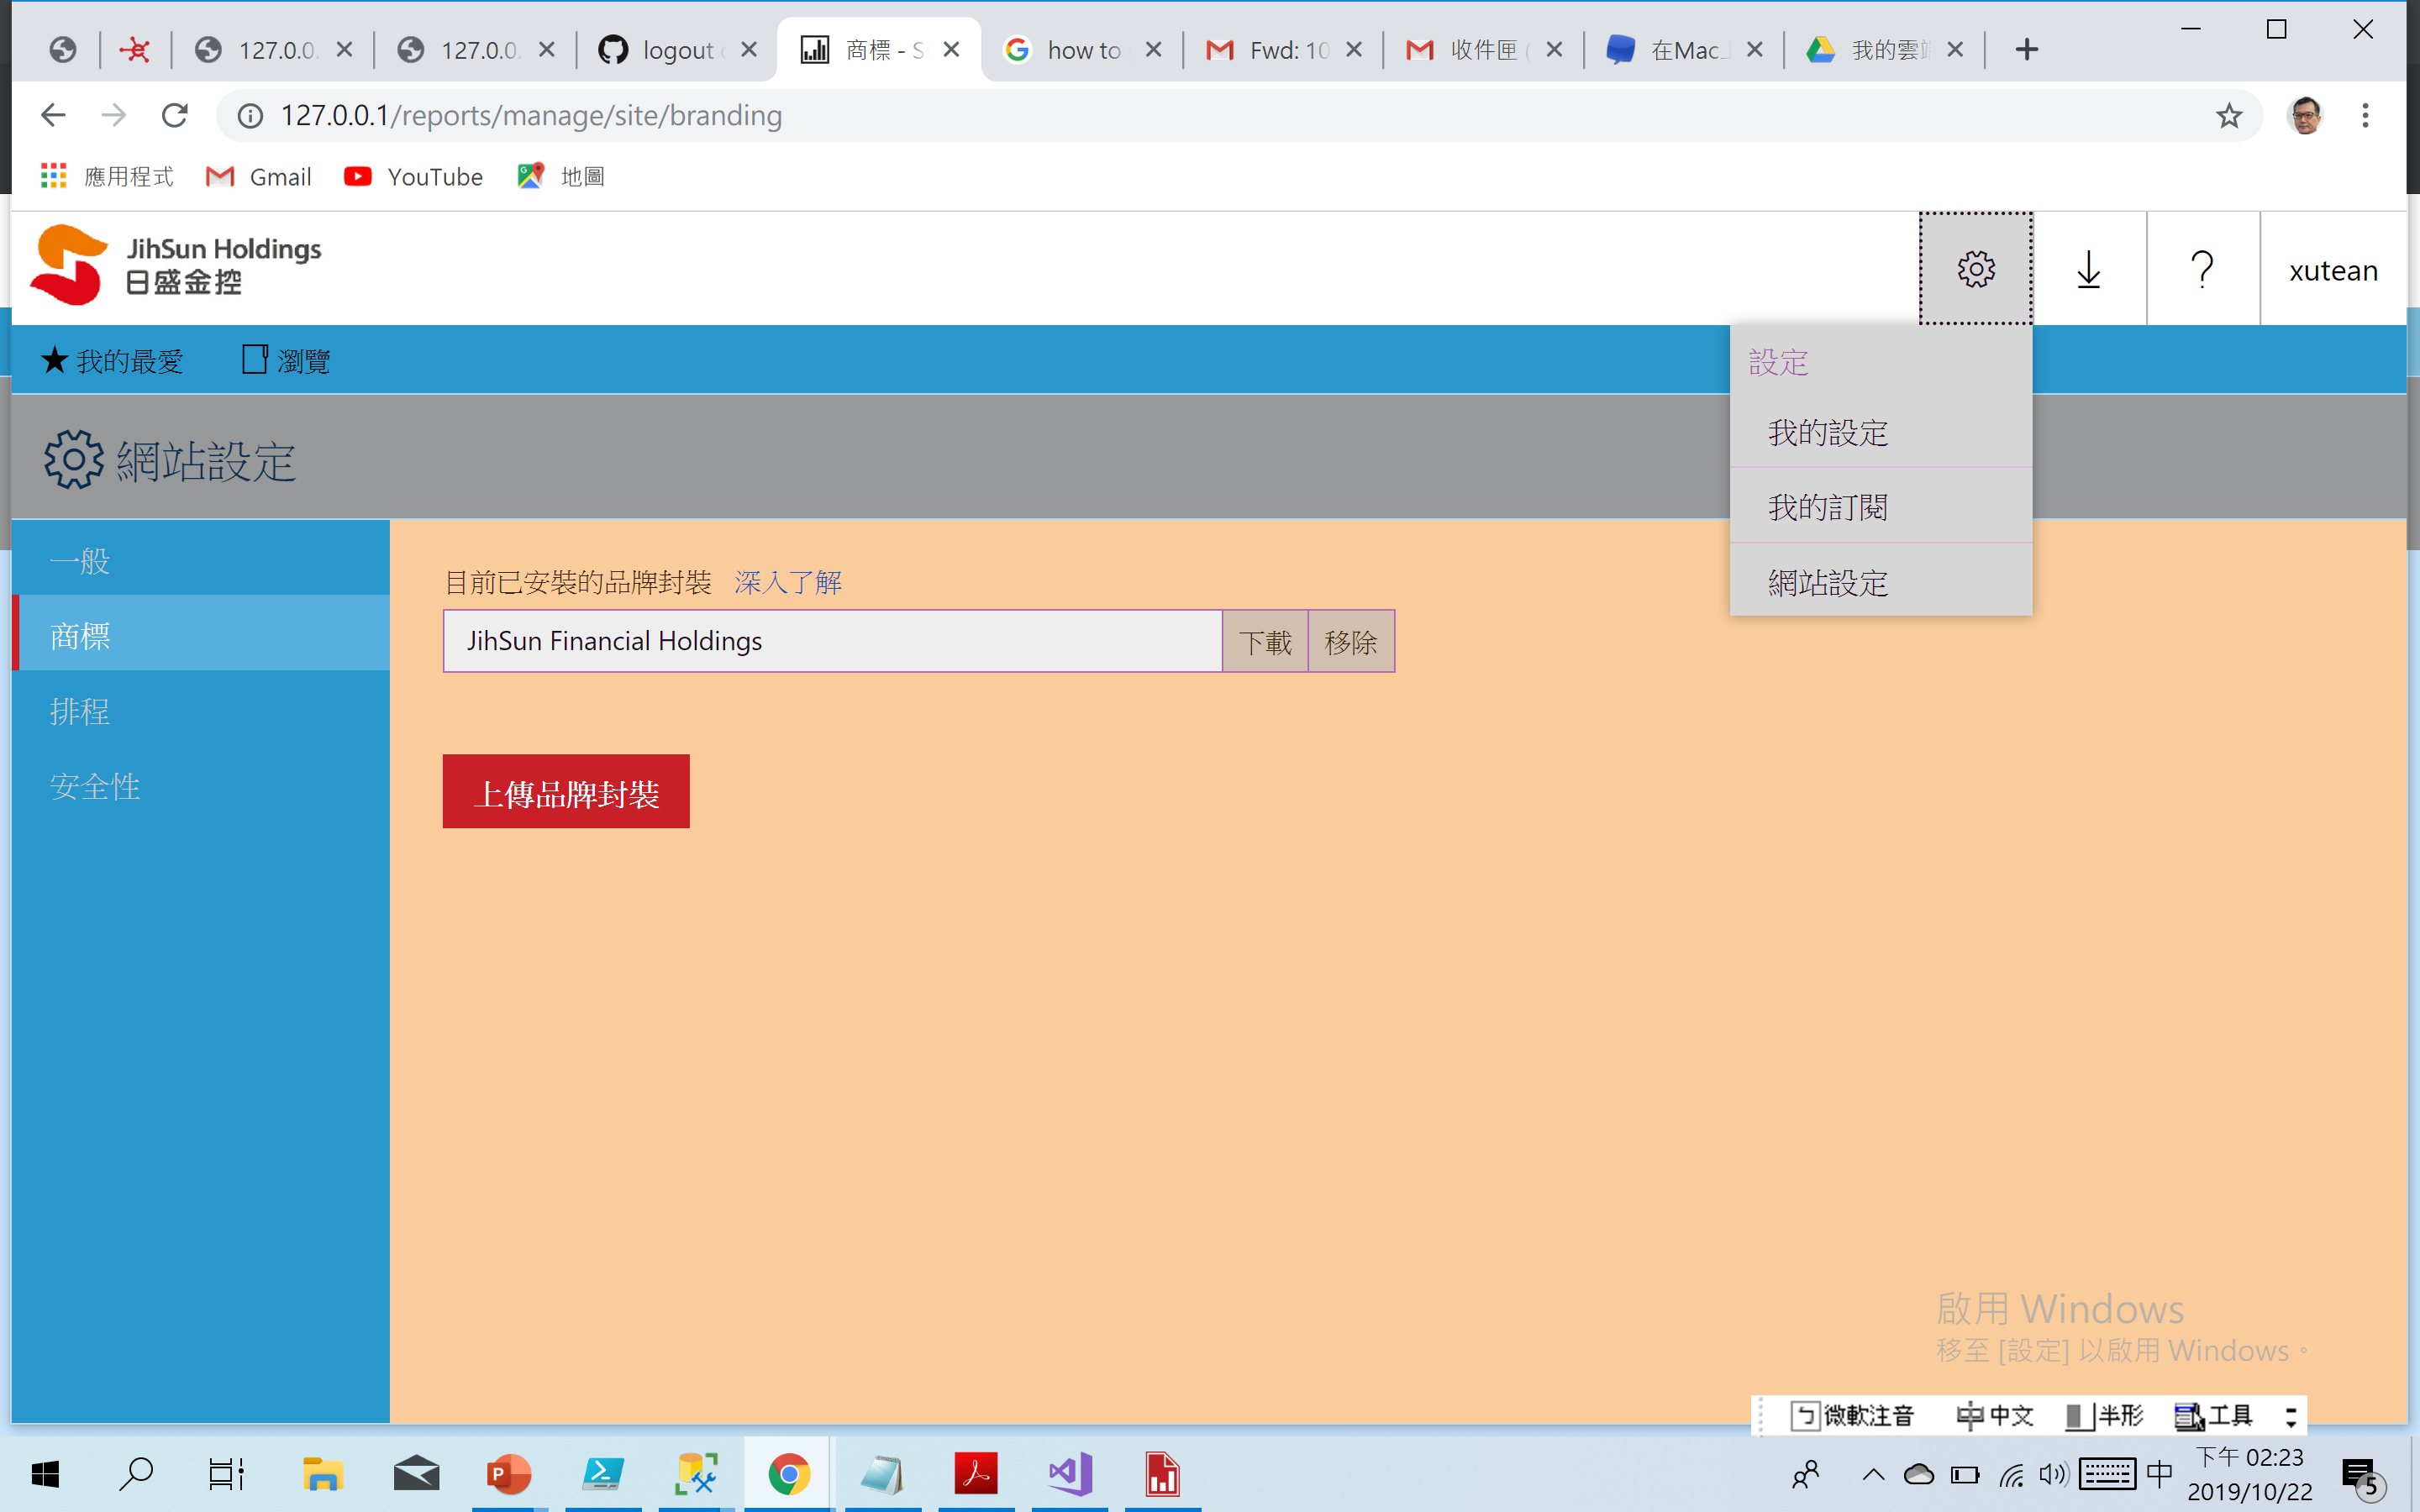 127.0.0. 127.0.0. logout 商標 - S how to Fwd: 10 收件匣 ( 在Mac上 我的雲端
127.0.0.1/reports/manage/site/branding
應用程式 Gmail YouTube 地圖
JihSun Holdings
日盛金控
xutean
我的最愛 瀏覽
設定
我的設定
我的訂閱
網站設定
網站設定
一般
商標
排程
安全性
目前已安裝的品牌封裝 深入了解
JihSun Financial Holdings 下載 移除
上傳品牌封裝
啟用 Windows
移至 [設定] 以啟用 Windows。
微軟注音 中 中文 半形 工具
中 下午 02:23
2019/10/22
5